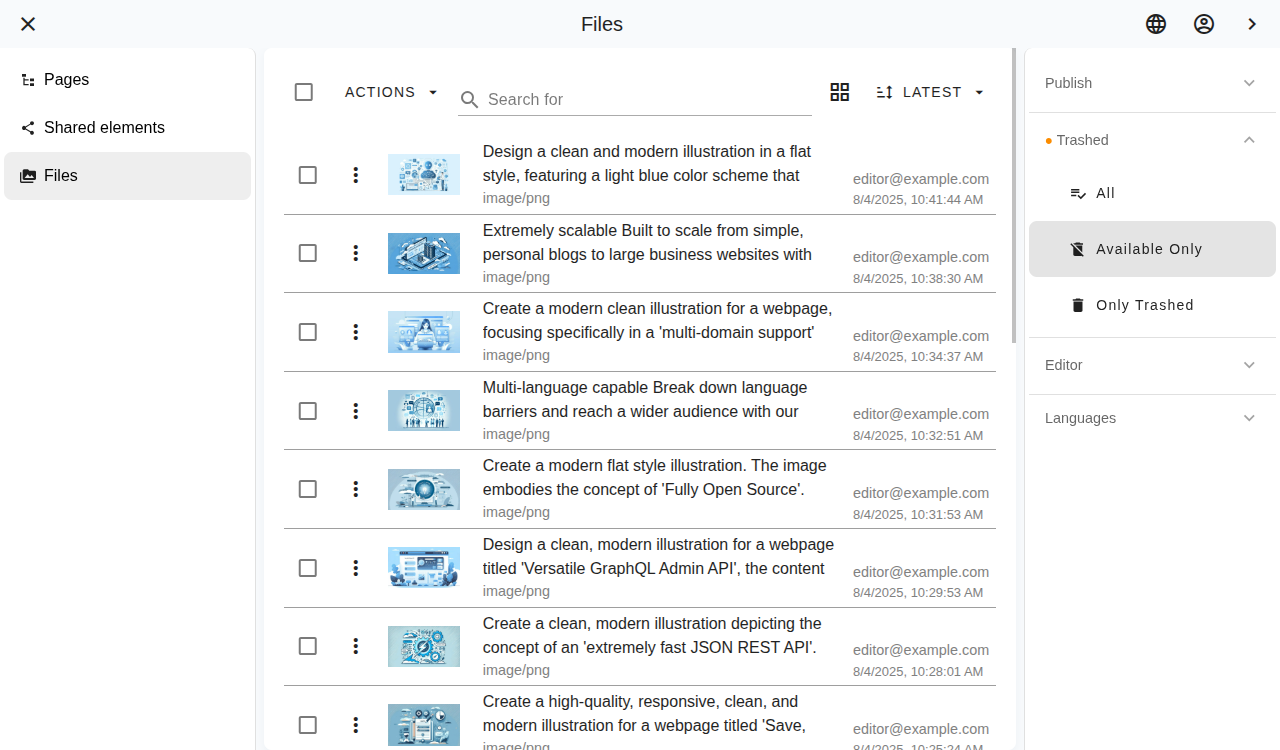 Files
Pages
Shared elements
Files
ACTIONS
Search for
LATEST
Design a clean and modern illustration in a flat
style, featuring a light blue color scheme that
image/png
editor@example.com
8/4/2025, 10:41:44 AM
Extremely scalable Built to scale from simple,
personal blogs to large business websites with
image/png
editor@example.com
8/4/2025, 10:38:30 AM
Create a modern clean illustration for a webpage,
focusing specifically in a 'multi-domain support'
image/png
editor@example.com
8/4/2025, 10:34:37 AM
Multi-language capable Break down language
barriers and reach a wider audience with our
image/png
editor@example.com
8/4/2025, 10:32:51 AM
Create a modern flat style illustration. The image
embodies the concept of 'Fully Open Source'.
image/png
editor@example.com
8/4/2025, 10:31:53 AM
Design a clean, modern illustration for a webpage
titled 'Versatile GraphQL Admin API', the content
image/png
editor@example.com
8/4/2025, 10:29:53 AM
Create a clean, modern illustration depicting the
concept of an 'extremely fast JSON REST API'.
image/png
editor@example.com
8/4/2025, 10:28:01 AM
Create a high-quality, responsive, clean, and
modern illustration for a webpage titled 'Save,
image/png
editor@example.com
8/4/2025, 10:25:24 AM
Publish
Trashed
All
Available Only
Only Trashed
Editor
Languages